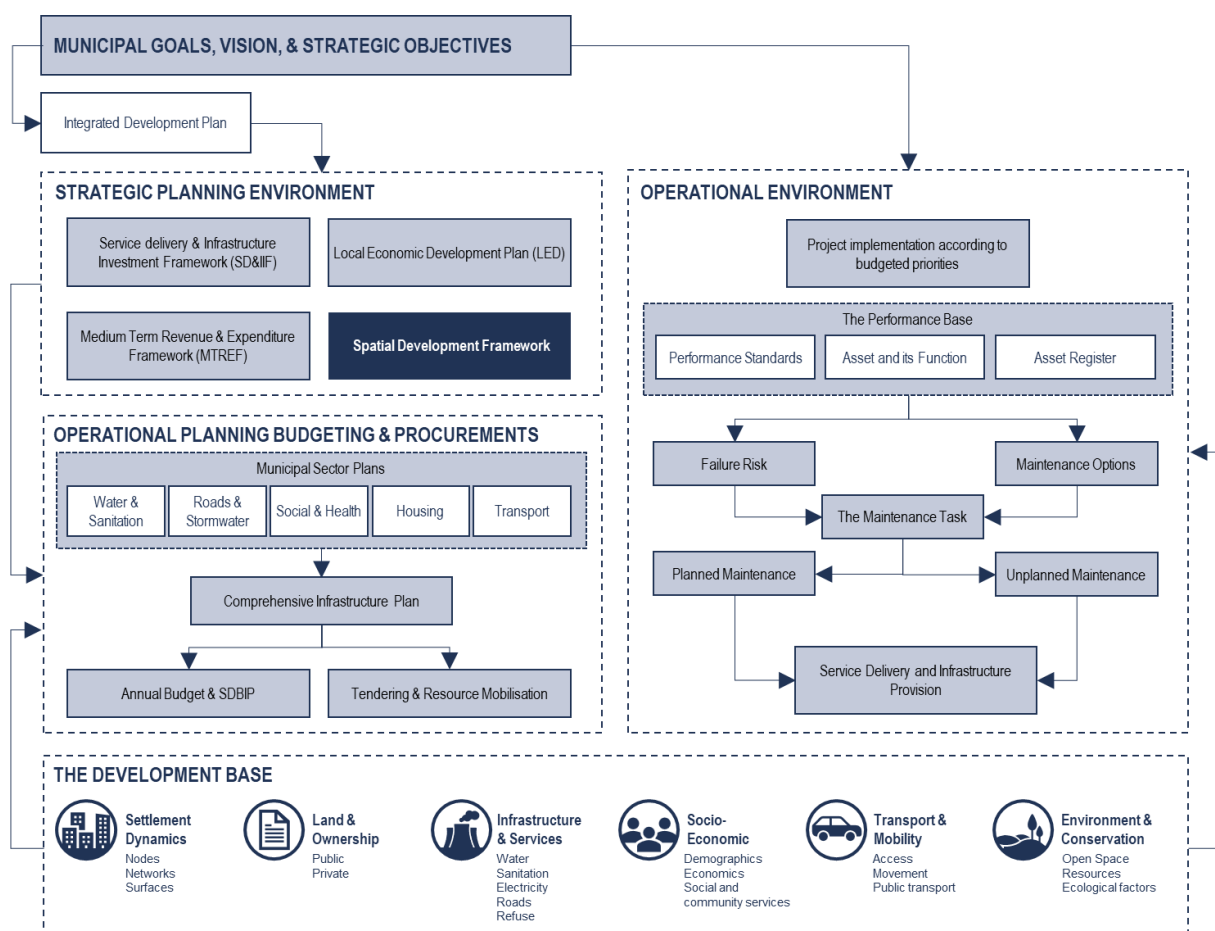 MUNICIPAL GOALS, VISION, & STRATEGIC OBJECTIVES
Integrated Development Plan
STRATEGIC PLANNING ENVIRONMENT
Service delivery & Infrastructure
Investment Framework (SD&IIF)
Local Economic Development Plan (LED)
Medium Term Revenue & Expenditure
Framework (MTREF)
Spatial Development Framework
OPERATIONAL PLANNING BUDGETING & PROCUREMENTS
Municipal Sector Plans
Water &
Sanitation
Roads &
Stormwater
Social & Health
Housing
Transport
Comprehensive Infrastructure Plan
Annual Budget & SDBIP
Tendering & Resource Mobilisation
OPERATIONAL ENVIRONMENT
Project implementation according to
budgeted priorities
The Performance Base
Performance Standards
Asset and its Function
Asset Register
Failure Risk
Maintenance Options
The Maintenance Task
Planned Maintenance
Unplanned Maintenance
Service Delivery and Infrastructure
Provision
THE DEVELOPMENT BASE
Settlement
Dynamics
Nodes
Networks
Surfaces
Land &
Ownership
Public
Private
Infrastructure
& Services
Water
Sanitation
Electricity
Roads
Refuse
Socio-
Economic
Demographics
Economics
Social and
community services
Transport &
Mobility
Access
Movement
Public transport
Environment &
Conservation
Open Space
Resources
Ecological factors